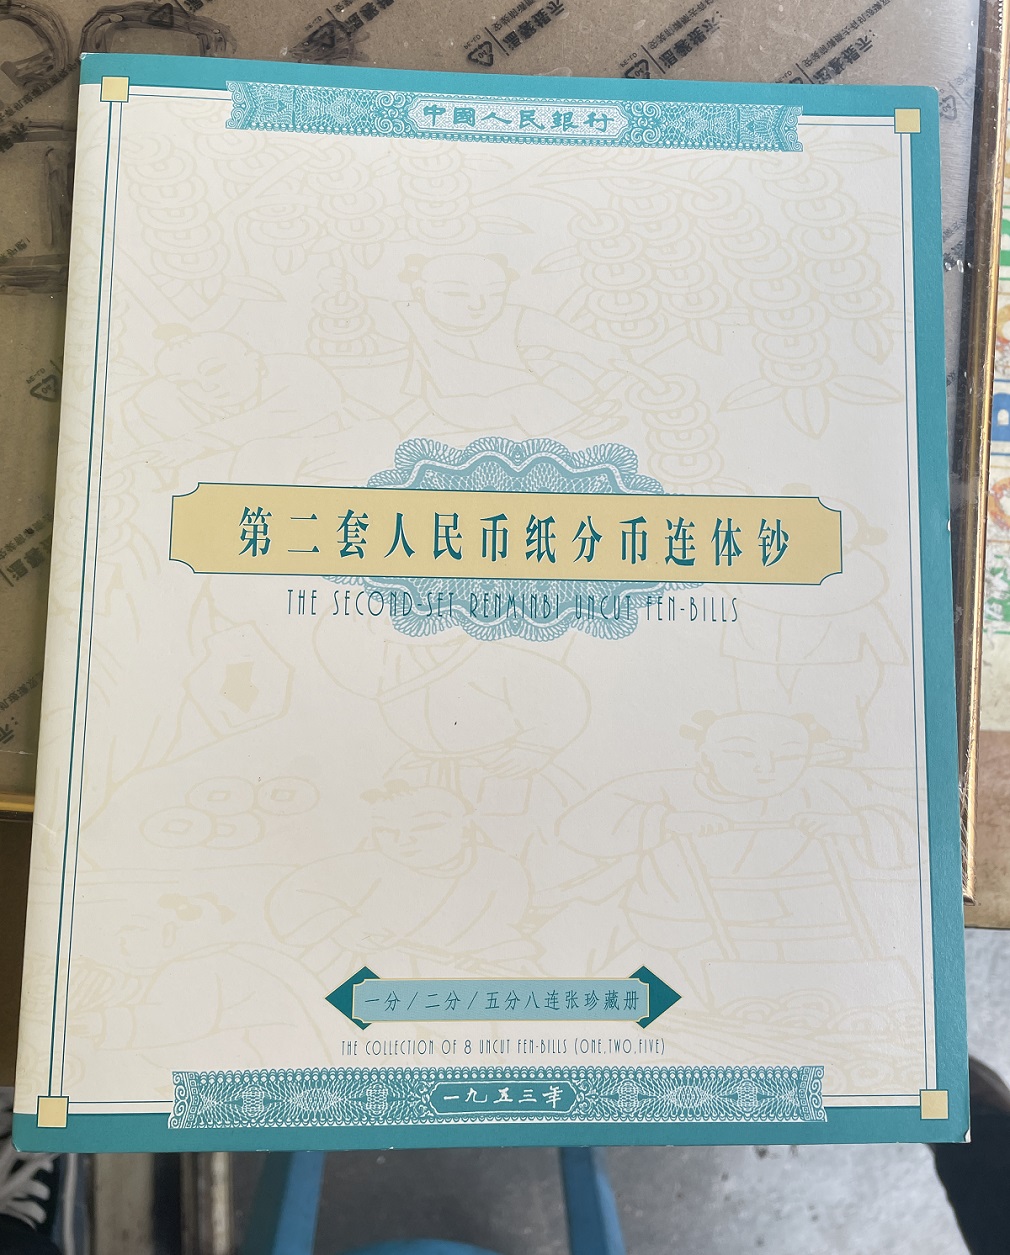 中國人民銀行
第二套人民币纸分币连体钞
THE SECOND-SET RENMINBI UNCUT FEN-BILLS
一分/二分/五分八连张珍藏册
THE COLLECTION OF 8 UNCUT FEN-BILLS (ONE,TWO,FIVE)
一九五三年